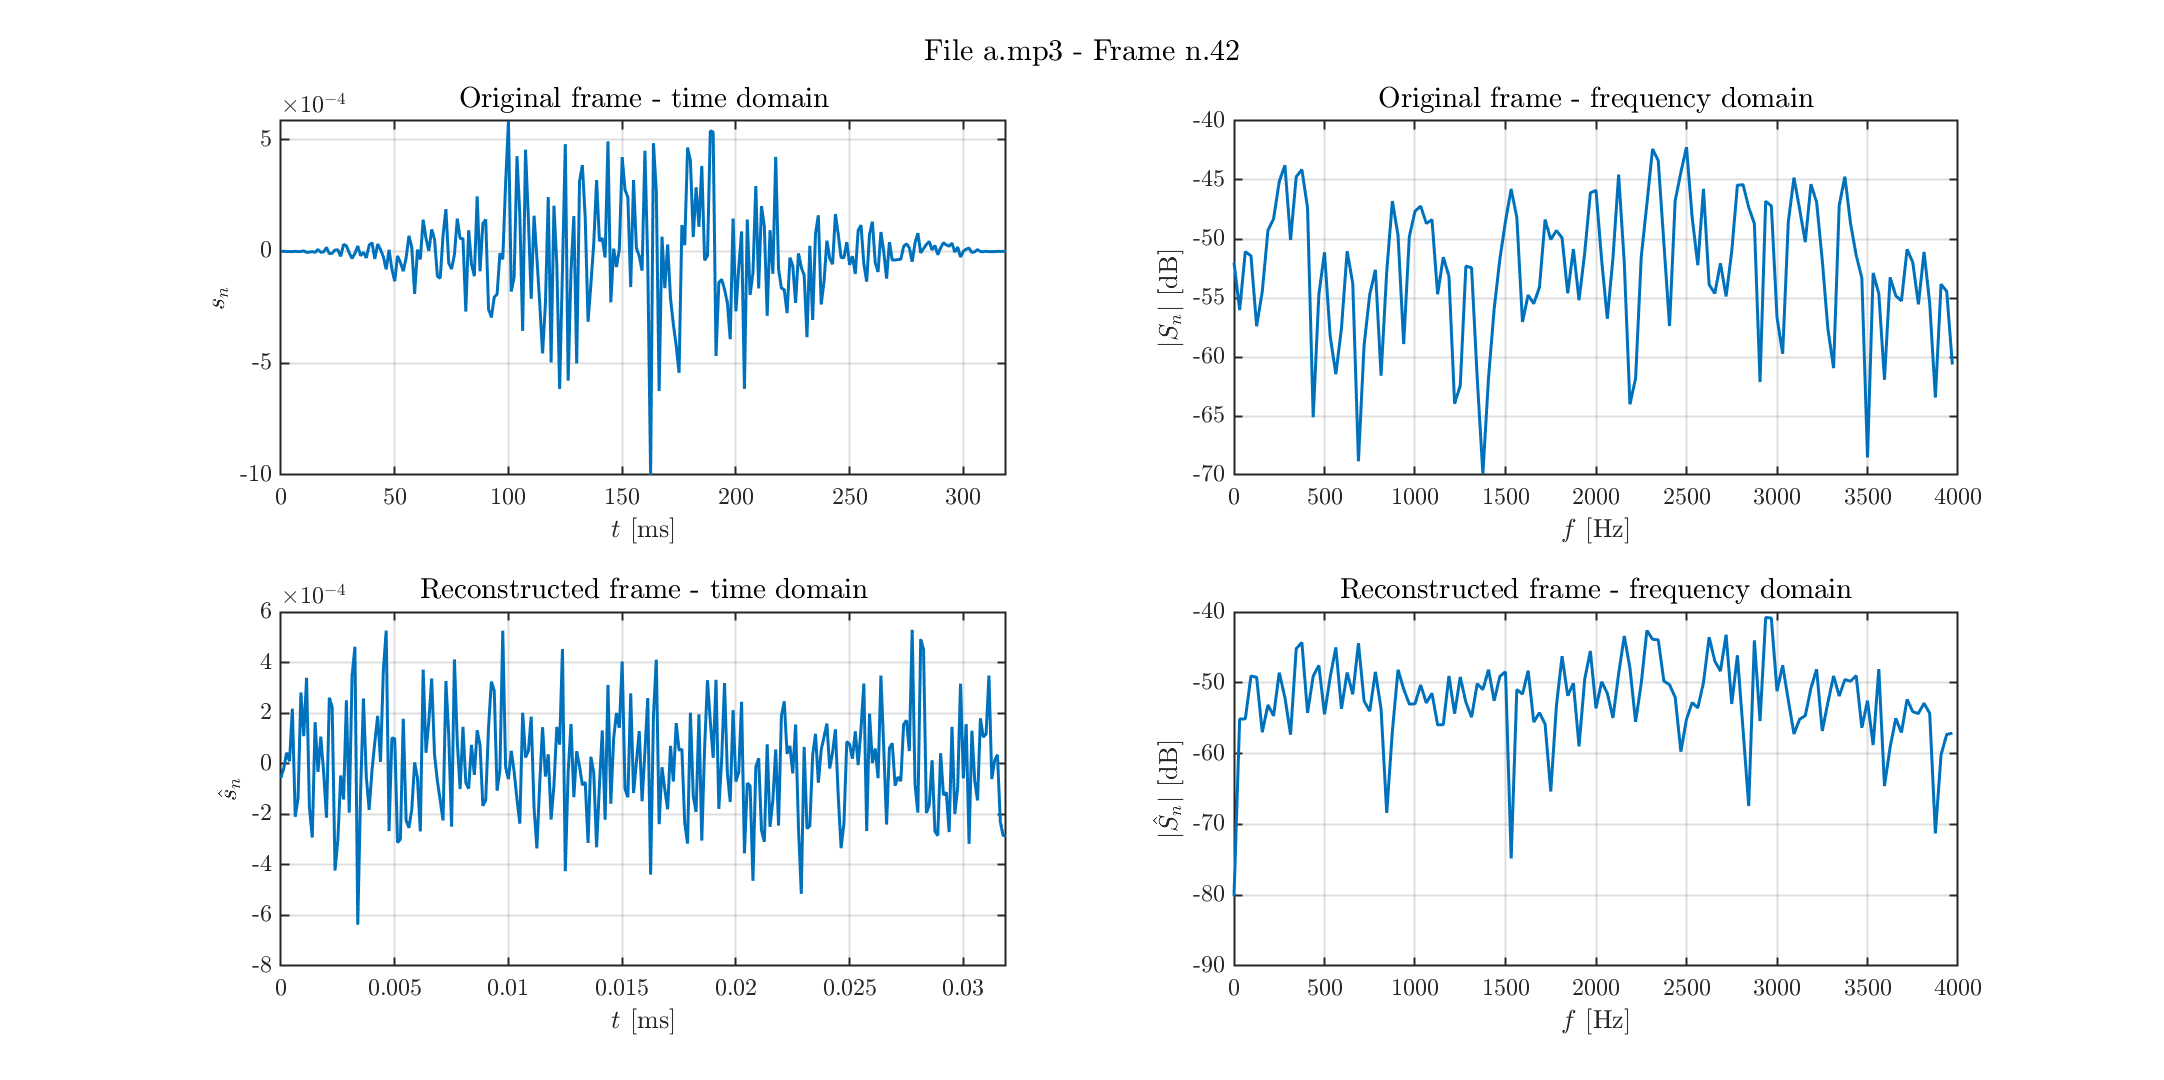 File a.mp3 - Frame n.42
Original frame - time domain
×10⁻⁴
5
0
-5
-10
0 50 100 150 200 250 300
t [ms]
sₙ
Original frame - frequency domain
-40
-45
-50
-55
-60
-65
-70
0 500 1000 1500 2000 2500 3000 3500 4000
f [Hz]
|Sₙ| [dB]
Reconstructed frame - time domain
×10⁻⁴
6
4
2
0
-2
-4
-6
-8
0 0.005 0.01 0.015 0.02 0.025 0.03
t [ms]
ŝₙ
Reconstructed frame - frequency domain
-40
-50
-60
-70
-80
-90
0 500 1000 1500 2000 2500 3000 3500 4000
f [Hz]
|Ŝₙ| [dB]